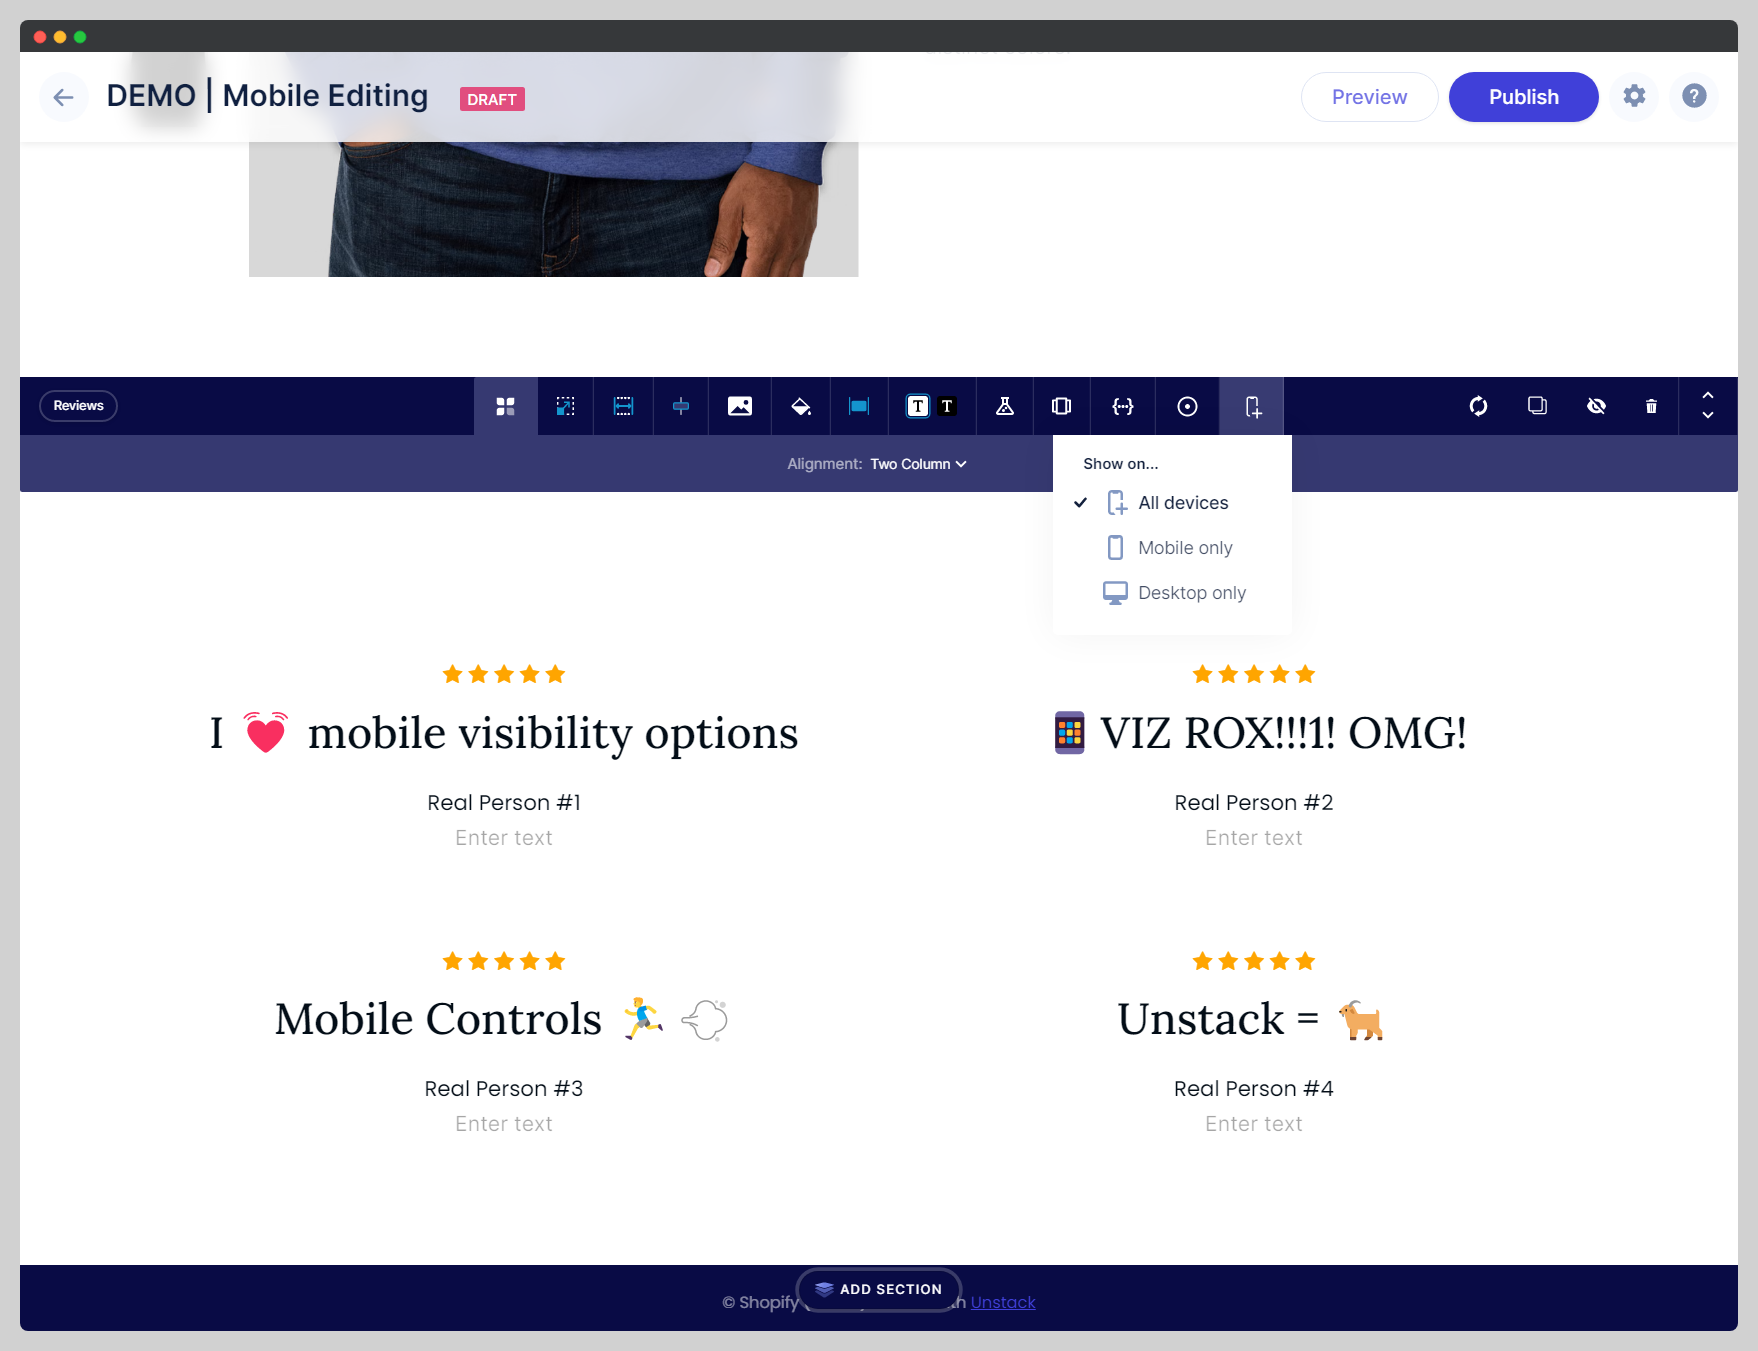 DEMO | Mobile Editing
DRAFT
Preview
Publish
Reviews
T T
Alignment: Two Column
Show on...
All devices
Mobile only
Desktop only
I 💓 mobile visibility options
Real Person #1
Enter text
📱 VIZ ROX!!!1! OMG!
Real Person #2
Enter text
Mobile Controls 🏃‍♂️ 💨
Real Person #3
Enter text
Unstack = 🐐
Real Person #4
Enter text
ADD SECTION
© Shopify
Unstack